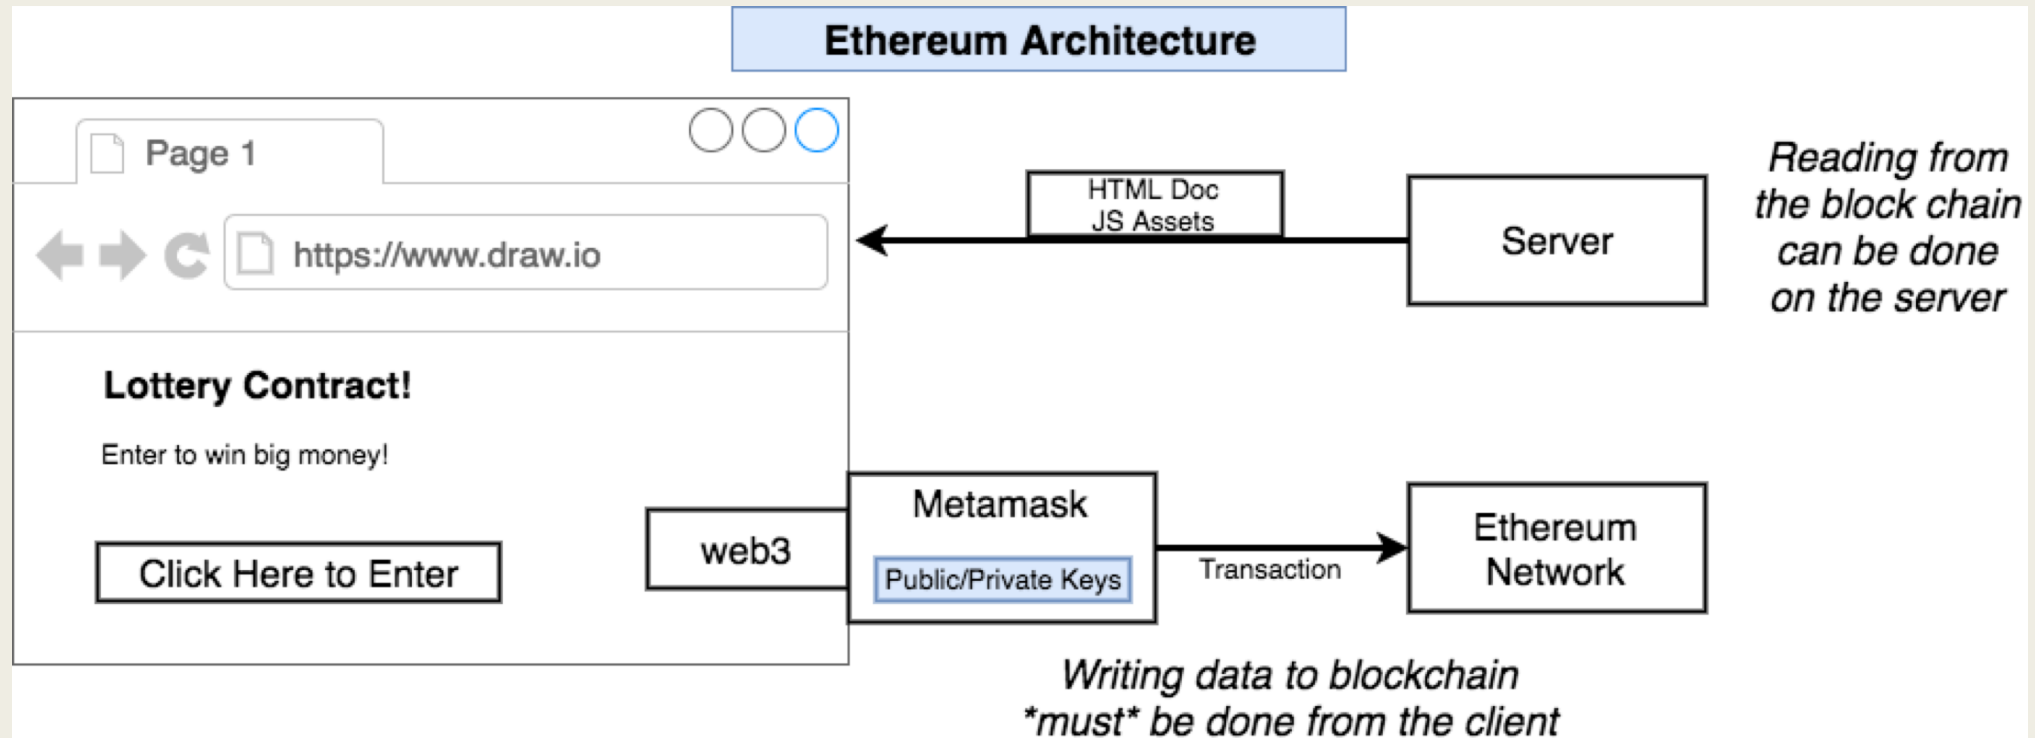 Ethereum Architecture
Page 1
https://www.draw.io
HTML Doc
JS Assets
Server
Reading from
the block chain
can be done
on the server
Lottery Contract!
Enter to win big money!
Click Here to Enter
web3
Metamask
Public/Private Keys
Transaction
Ethereum
Network
Writing data to blockchain
*must* be done from the client